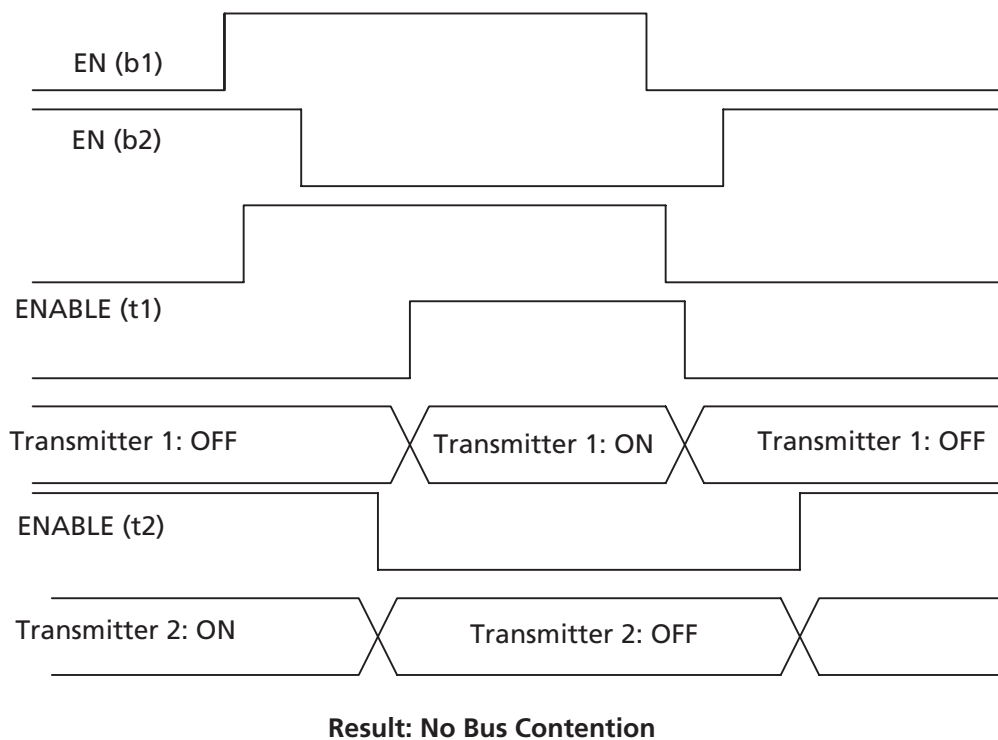 EN (b1)
EN (b2)
ENABLE (t1)
Transmitter 1: OFF Transmitter 1: ON Transmitter 1: OFF
ENABLE (t2)
Transmitter 2: ON Transmitter 2: OFF
Result: No Bus Contention